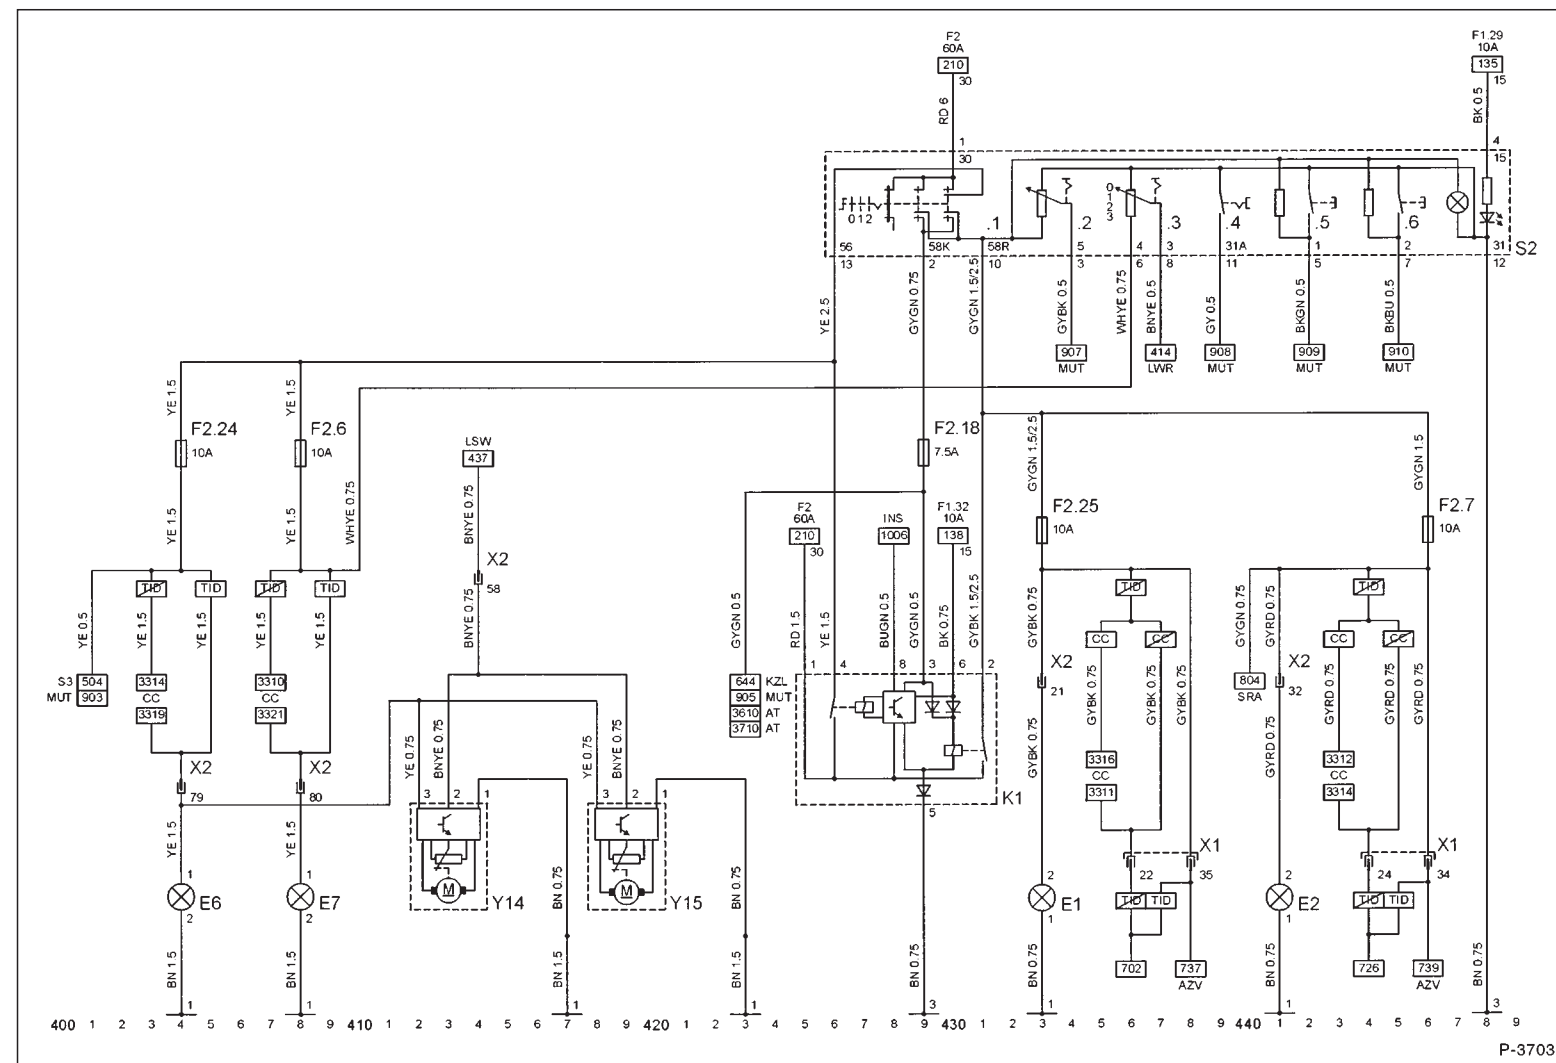 F2 F1.29
60A 10A
210 135
30 15
RD 6 BK 0.5
1 4
30 15
0 1 2 .1 .2 0 1 2 3 .3 .4 .5 .6
56 58K 58R 5 4 3 31A 1 2 31 S2
13 2 10 3 6 8 11 5 7 12
YE 2.5 GYGN 0.75 GYGN 1.5/2.5 GYBK 0.5 WHYE 0.75 BNYE 0.5 GY 0.5 BKGN 0.5 BKBU 0.5
907 414 908 909 910
MUT LWR MUT MUT MUT
YE 1.5 YE 1.5
F2.24 F2.6 LSW F2.18
10A 10A 437 7.5A
GYGN 1.5/2.5 GYGN 1.5
YE 1.5 YE 1.5 WHYE 0.75 BNYE 0.75
F2 INS F1.32 F2.25 F2.7
60A 10A 10A 10A
210 1006 138
30 15
X2
58
TID TID TID TID TID TID
YE 0.5 YE 1.5 YE 1.5 YE 1.5 YE 1.5 BNYE 0.75 GYGN 0.5 RD 1.5 YE 1.5 BUGN 0.5 GYGN 0.5 BK 0.75 GYBK 1.5/2.5 GYBK 0.75 GYGN 0.75 GYRD 0.75
CC CC CC CC
X2 X2
21 32
1 4 8 3 6 2
S3 504 3314 3310 644 KZL 804
MUT 903 CC CC 905 MUT SRA
3319 3321 3610 AT
3710 AT
GYBK 0.75 GYBK 0.75 GYBK 0.75 GYBK 0.75 GYRD 0.75 GYRD 0.75 GYRD 0.75 GYRD 0.75
YE 0.75 BNYE 0.75 YE 0.75 BNYE 0.75
3316 3312
CC CC
3311 3314
X2 X2
79 80
3 2 1 3 2 1
K1
5
X1 X1
22 35 24 34
YE 1.5 YE 1.5
1 1 2 2
M M
E6 E7 Y14 Y15 E1 E2
2 2 1 1
TID TID TID TID
BN 1.5 BN 1.5 BN 0.75 BN 1.5 BN 0.75 BN 1.5 BN 0.75 BN 0.75 BN 0.75
702 737 726 739
AZV AZV
1 1 1 1 3 1 1 3
400 1 2 3 4 5 6 7 8 9 410 1 2 3 4 5 6 7 8 9 420 1 2 3 4 5 6 7 8 9 430 1 2 3 4 5 6 7 8 9 440 1 2 3 4 5 6 7 8 9
P-3703